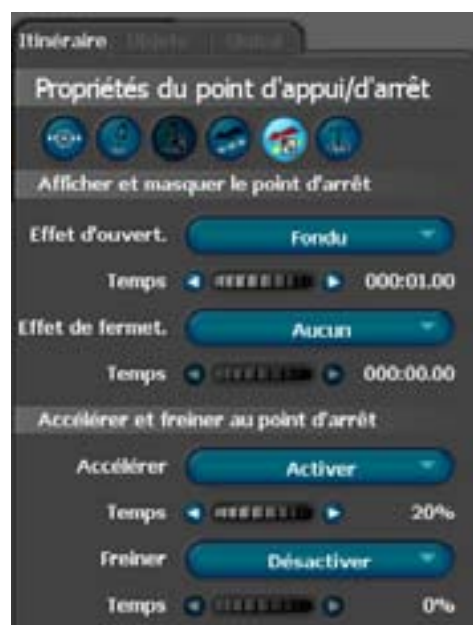 Itinéraire Objets Global
Propriétés du point d'appui/d'arrêt
Afficher et masquer le point d'arrêt
Effet d'ouvert. Fondu
Temps 000:01.00
Effet de fermet. Aucun
Temps 000:00.00
Accélérer et freiner au point d'arrêt
Accélérer Activer
Temps 20%
Freiner Désactiver
Temps 0%